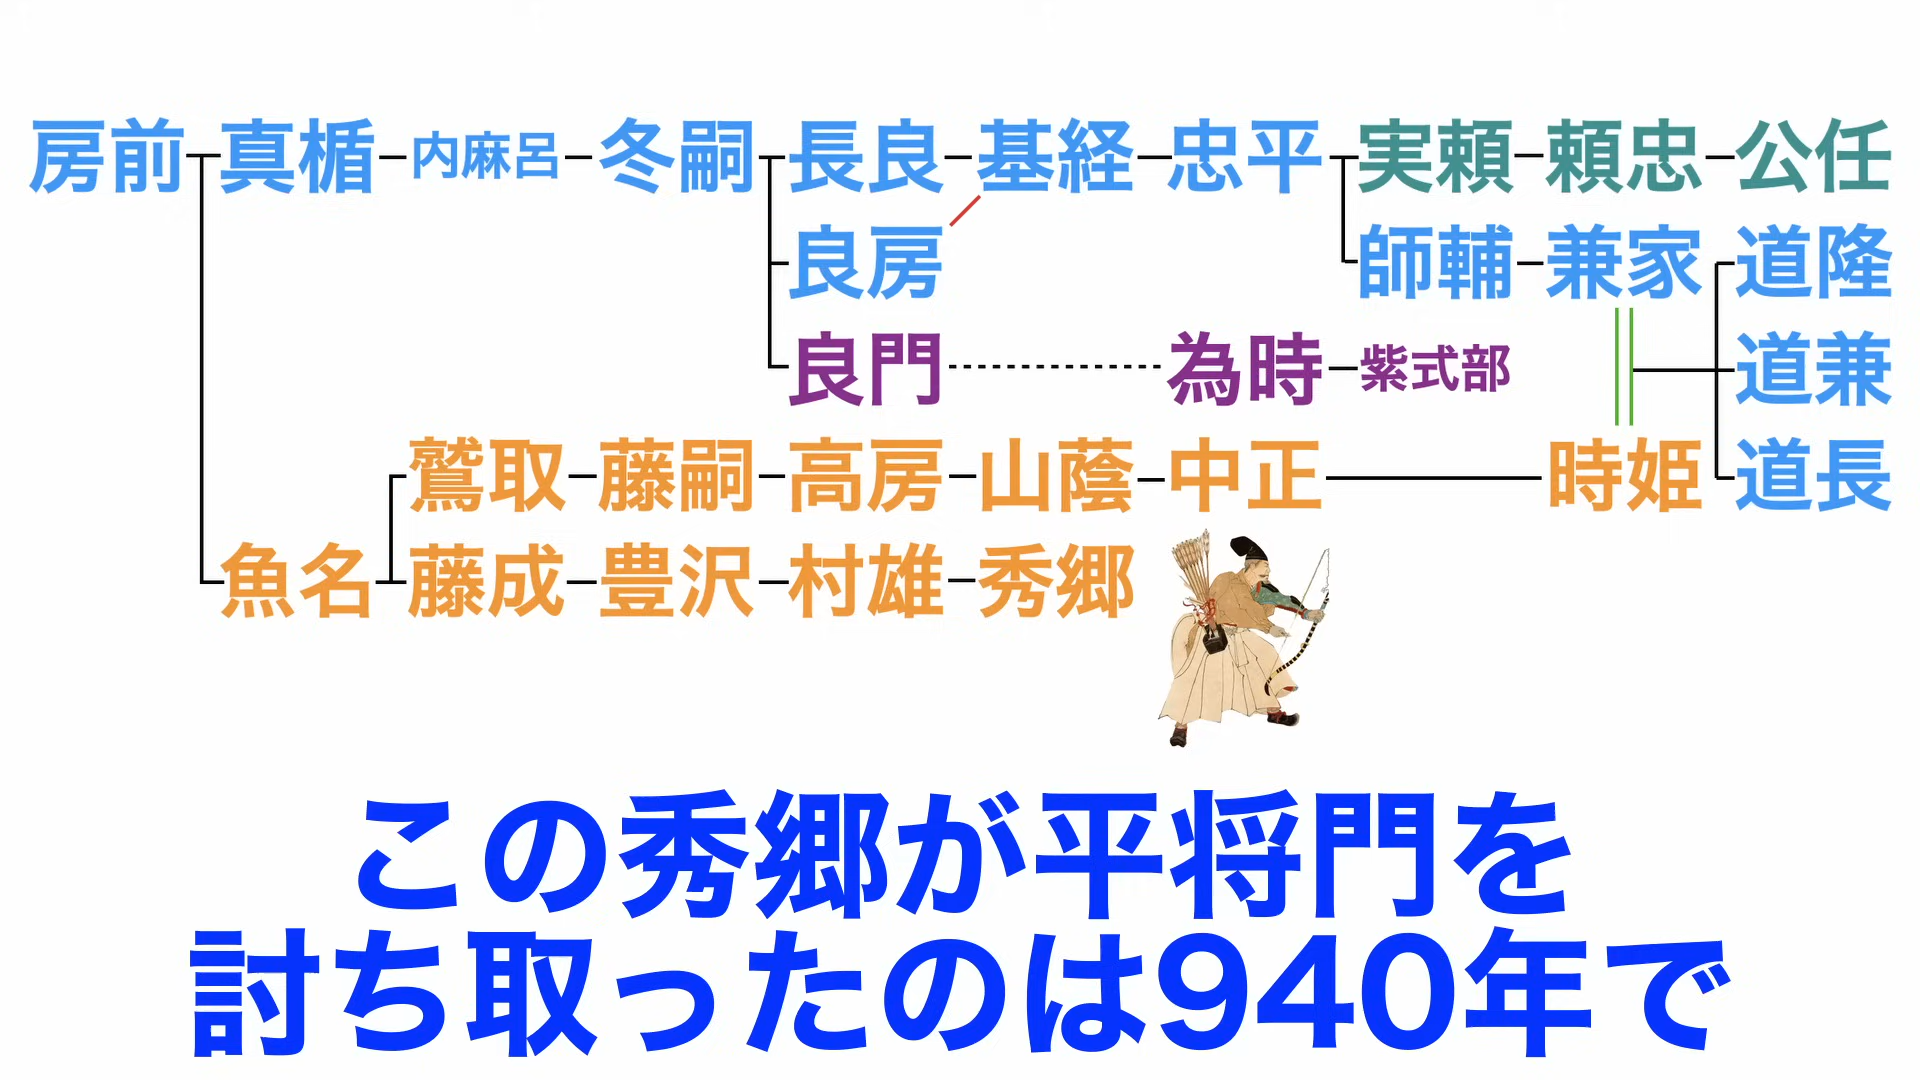 房前 真楯 内麻呂 冬嗣 長良 基経 忠平 実頼 頼忠 公任
良房 師輔 兼家 道隆
良門 為時 紫式部 道兼
鷲取 藤嗣 高房 山蔭 中正 時姫 道長
魚名 藤成 豊沢 村雄 秀郷
この秀郷が平将門を
討ち取ったのは940年で